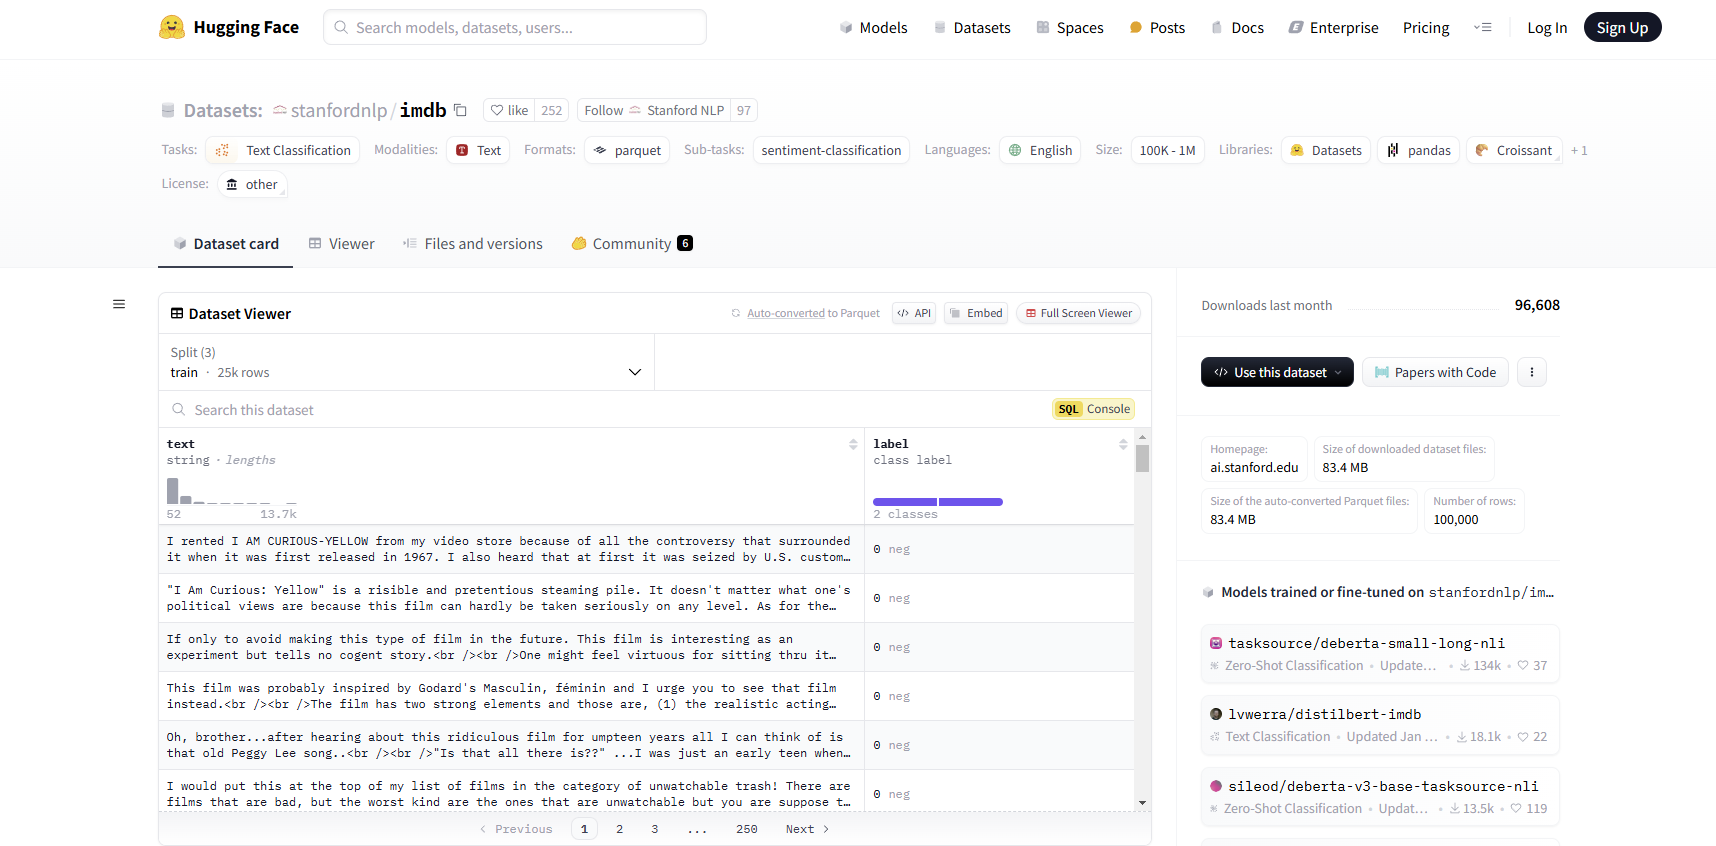 Hugging Face
Search models, datasets, users...
Models
Datasets
Spaces
Posts
Docs
Enterprise
Pricing
Log In
Sign Up
Datasets: stanfordnlp/imdb
like 252
Follow Stanford NLP 97
Tasks: Text Classification Modalities: Text Formats: parquet Sub-tasks: sentiment-classification Languages: English Size: 100K - 1M Libraries: Datasets pandas Croissant + 1
License: other
Dataset card
Viewer
Files and versions
Community 6
Dataset Viewer
Auto-converted to Parquet
API
Embed
Full Screen Viewer
Split (3)
train · 25k rows
Search this dataset
SQL Console
text
string · lengths
52 13.7k
label
class label
2 classes
I rented I AM CURIOUS-YELLOW from my video store because of all the controversy that surrounded
it when it was first released in 1967. I also heard that at first it was seized by U.S. custom…
0 neg
"I Am Curious: Yellow" is a risible and pretentious steaming pile. It doesn't matter what one's
political views are because this film can hardly be taken seriously on any level. As for the…
0 neg
If only to avoid making this type of film in the future. This film is interesting as an
experiment but tells no cogent story.<br /><br />One might feel virtuous for sitting thru it…
0 neg
This film was probably inspired by Godard's Masculin, féminin and I urge you to see that film
instead.<br /><br />The film has two strong elements and those are, (1) the realistic acting…
0 neg
Oh, brother...after hearing about this ridiculous film for umpteen years all I can think of is
that old Peggy Lee song..<br /><br />"Is that all there is??" ...I was just an early teen when…
0 neg
I would put this at the top of my list of films in the category of unwatchable trash! There are
films that are bad, but the worst kind are the ones that are unwatchable but you are suppose t…
0 neg
Previous 1 2 3 ... 250 Next
Downloads last month 96,608
Use this dataset
Papers with Code
Homepage:
ai.stanford.edu
Size of downloaded dataset files:
83.4 MB
Size of the auto-converted Parquet files:
83.4 MB
Number of rows:
100,000
Models trained or fine-tuned on stanfordnlp/im…
tasksource/deberta-small-long-nli
Zero-Shot Classification • Update… • 134k • 37
lvwerra/distilbert-imdb
Text Classification • Updated Jan … • 18.1k • 22
sileod/deberta-v3-base-tasksource-nli
Zero-Shot Classification • Updat… • 13.5k • 119